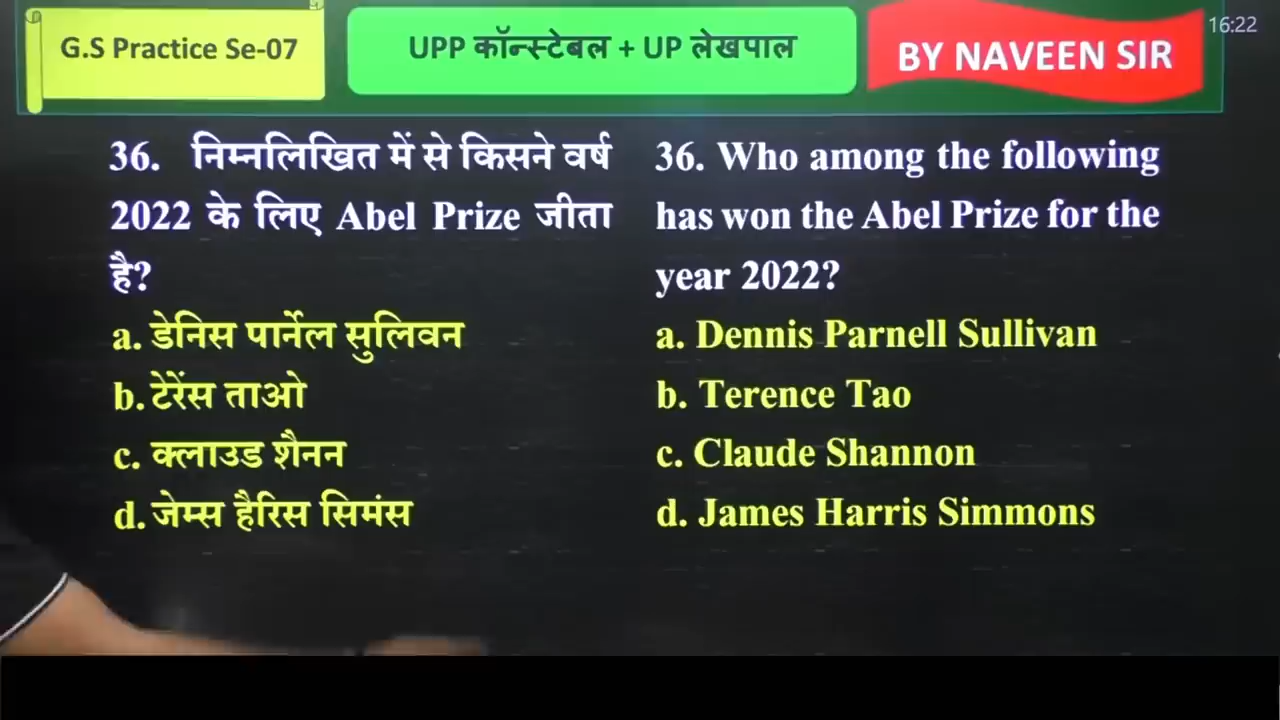 G.S Practice Se-07
UPP कॉन्स्टेबल + UP लेखपाल
BY NAVEEN SIR
16:22
36. निम्नलिखित में से किसने वर्ष
2022 के लिए Abel Prize जीता
है?
a. डेनिस पार्नेल सुलिवन
b. टेरेंस ताओ
c. क्लाउड शैनन
d. जेम्स हैरिस सिमंस
36. Who among the following
has won the Abel Prize for the
year 2022?
a. Dennis Parnell Sullivan
b. Terence Tao
c. Claude Shannon
d. James Harris Simmons